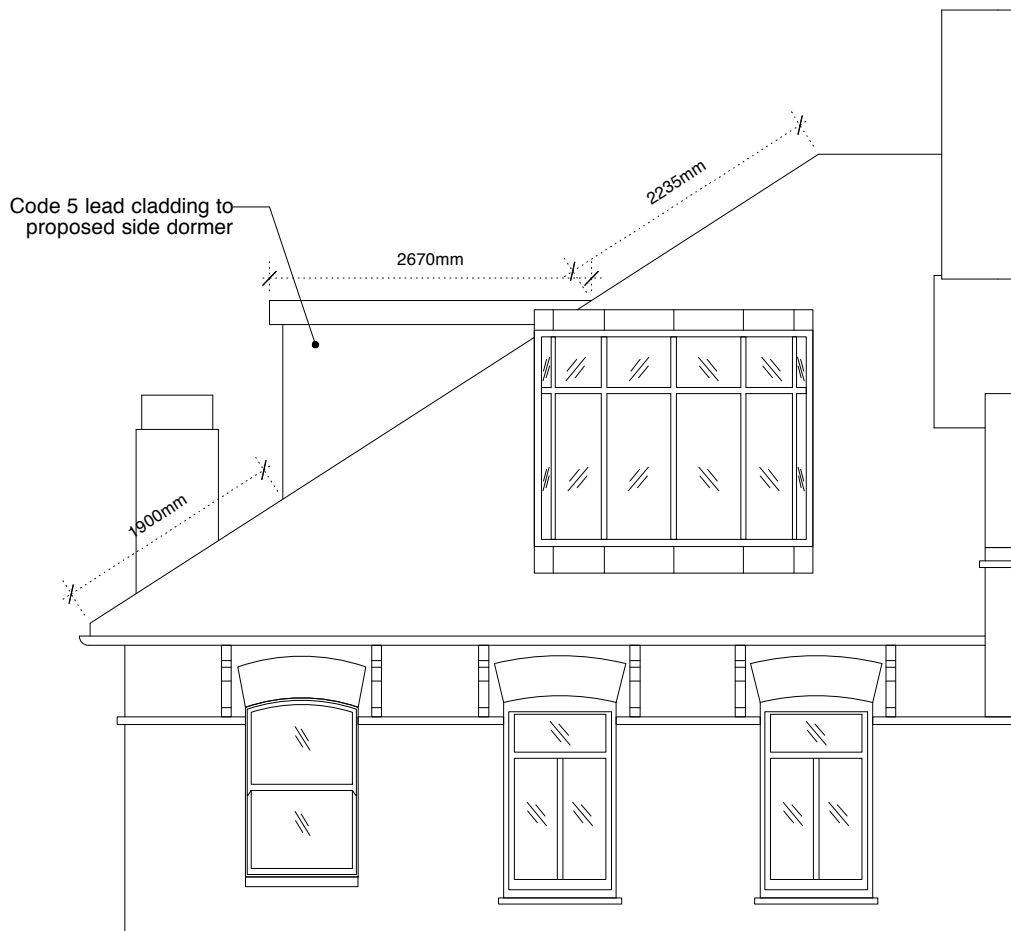 2235mm
Code 5 lead cladding to
proposed side dormer
2670mm
1900mm